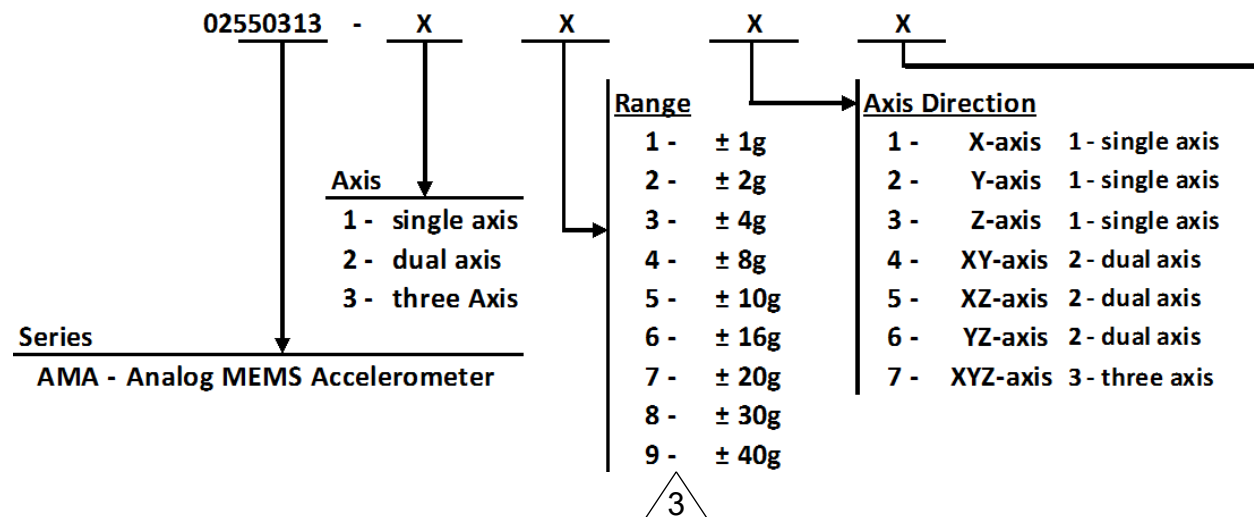 02550313 - X X X X
Range
1 - ± 1g
2 - ± 2g
3 - ± 4g
4 - ± 8g
5 - ± 10g
6 - ± 16g
7 - ± 20g
8 - ± 30g
9 - ± 40g
3
Axis Direction
1 - X-axis 1 - single axis
2 - Y-axis 1 - single axis
3 - Z-axis 1 - single axis
4 - XY-axis 2 - dual axis
5 - XZ-axis 2 - dual axis
6 - YZ-axis 2 - dual axis
7 - XYZ-axis 3 - three axis
Axis
1 - single axis
2 - dual axis
3 - three Axis
Series
AMA - Analog MEMS Accelerometer